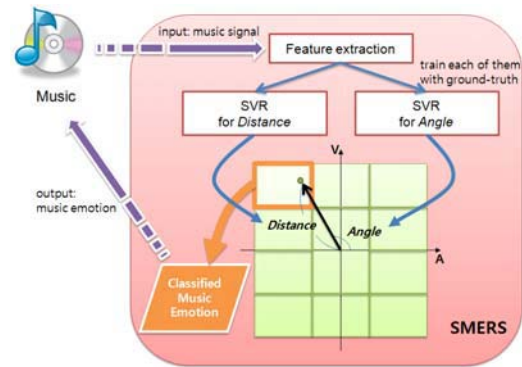 input: music signal
Feature extraction
train each of them
with ground-truth
Music
SVR
for Distance
SVR
for Angle
V
output:
music emotion
Distance
Angle
A
Classified
Music
Emotion
SMERS